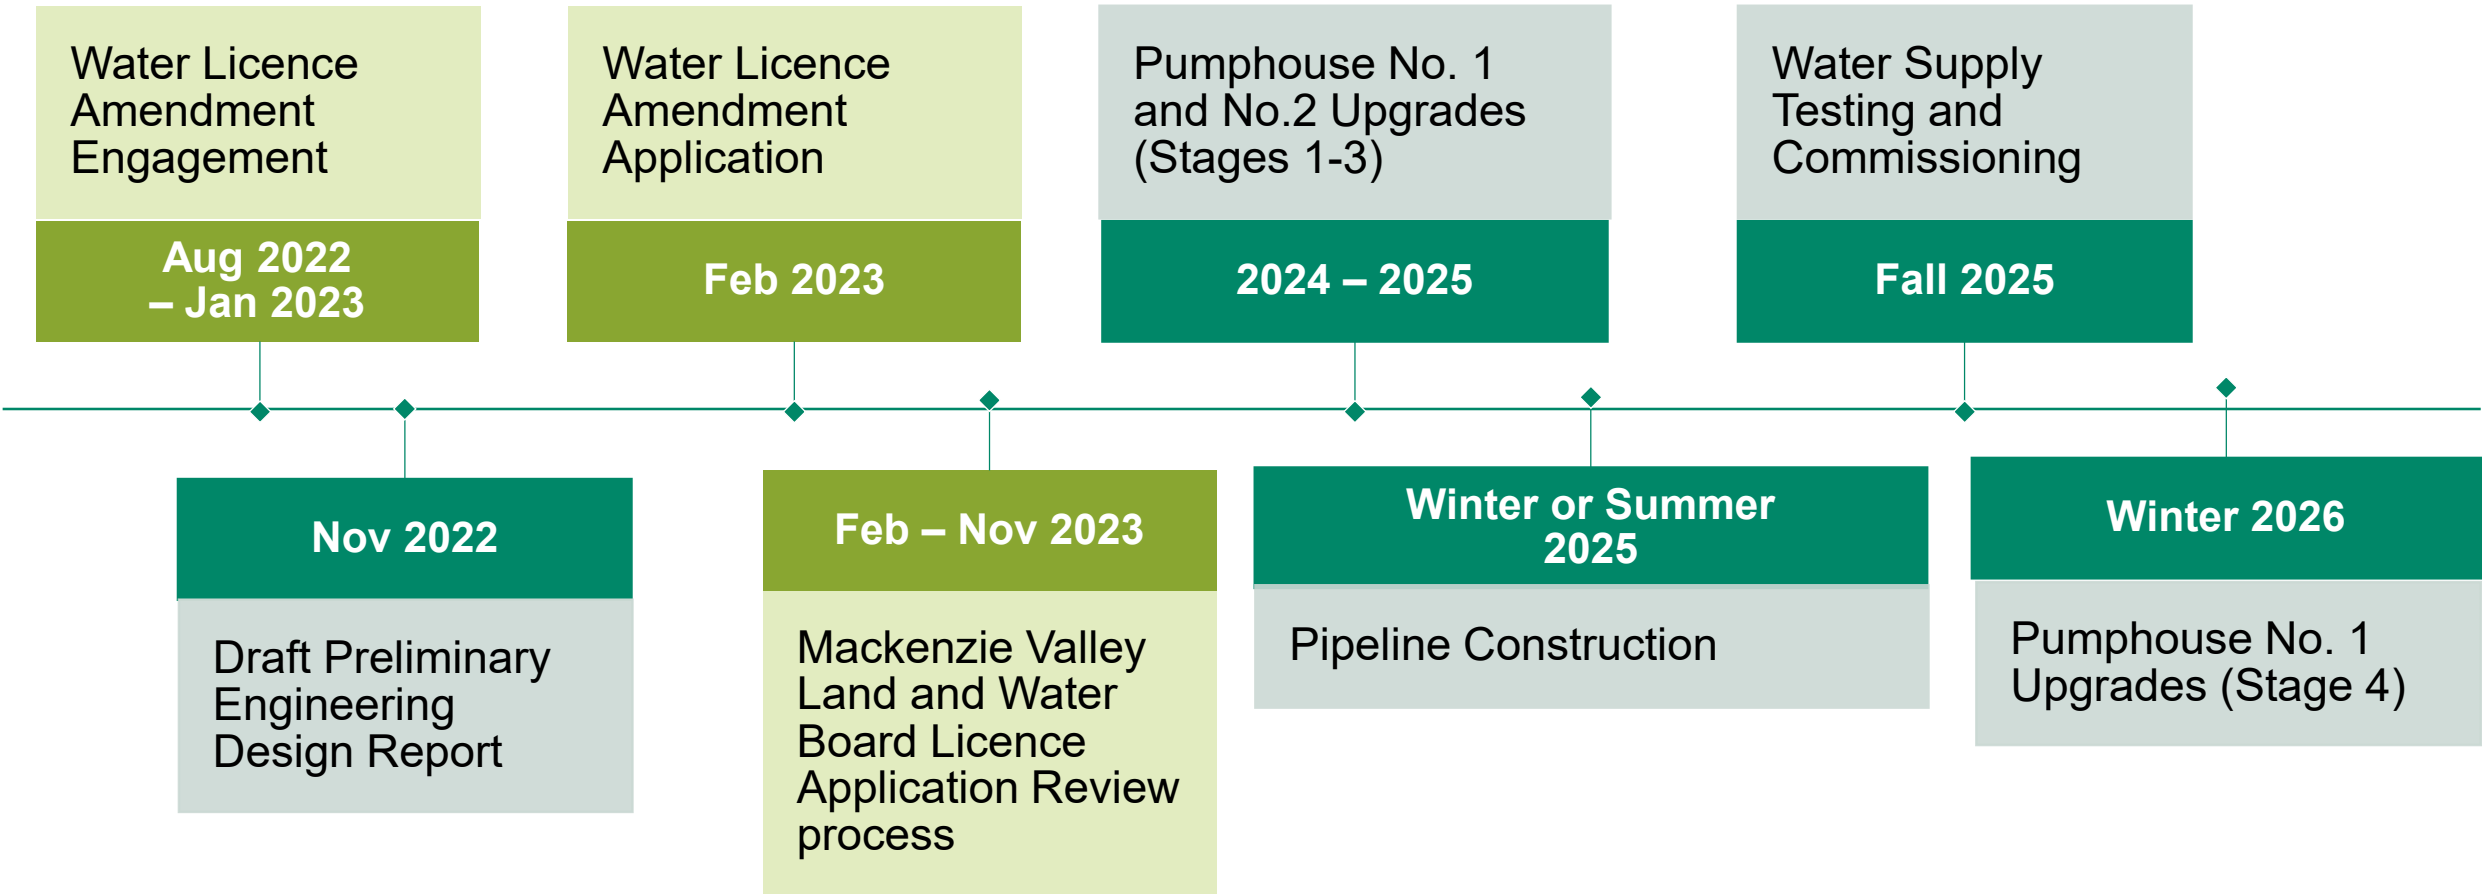 Water Licence
Amendment
Engagement
Aug 2022
– Jan 2023
Nov 2022
Draft Preliminary
Engineering
Design Report
Water Licence
Amendment
Application
Feb 2023
Feb – Nov 2023
Mackenzie Valley
Land and Water
Board Licence
Application Review
process
Pumphouse No. 1
and No.2 Upgrades
(Stages 1-3)
2024 – 2025
Winter or Summer
2025
Pipeline Construction
Water Supply
Testing and
Commissioning
Fall 2025
Winter 2026
Pumphouse No. 1
Upgrades (Stage 4)